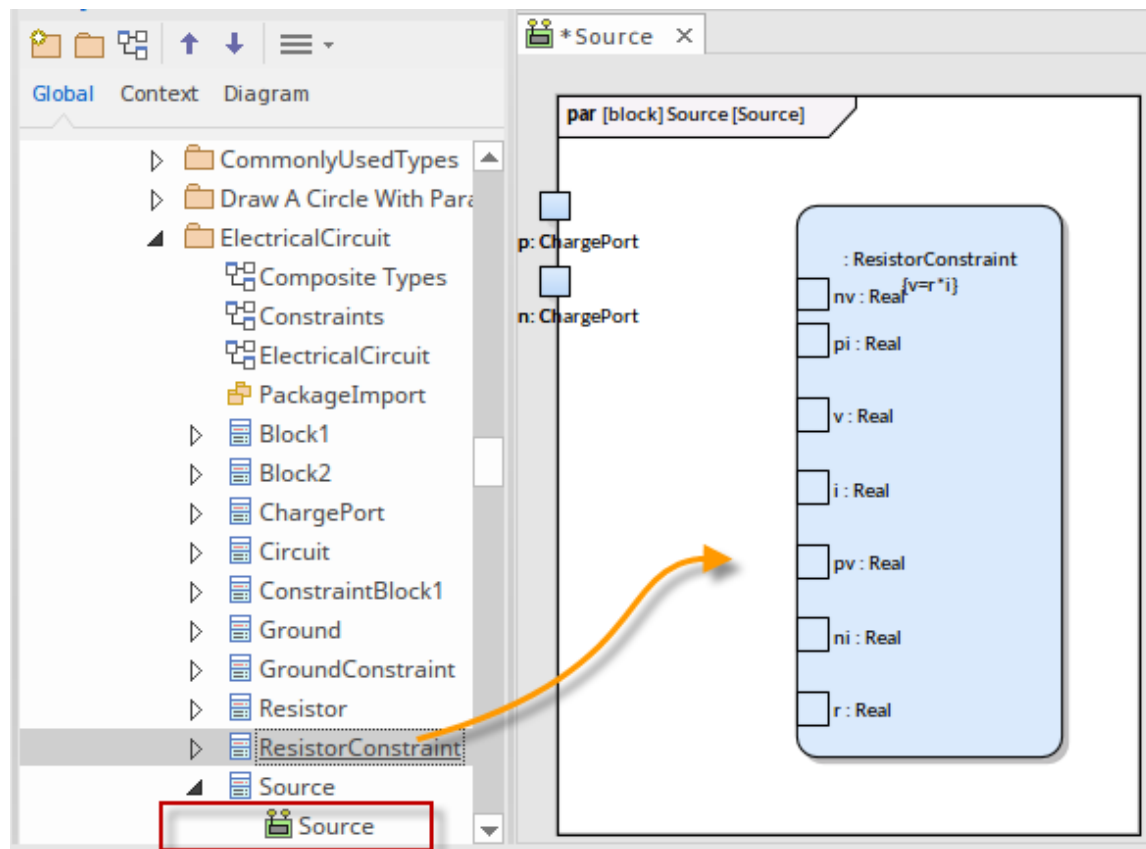 Global Context Diagram
CommonlyUsedTypes
Draw A Circle With Para
ElectricalCircuit
Composite Types
Constraints
ElectricalCircuit
PackageImport
Block1
Block2
ChargePort
Circuit
ConstraintBlock1
Ground
GroundConstraint
Resistor
ResistorConstraint
Source
Source
*Source
par [block] Source [Source]
p: ChargePort
n: ChargePort
: ResistorConstraint
{v=r*i}
nv : Real
pi : Real
v : Real
i : Real
pv : Real
ni : Real
r : Real